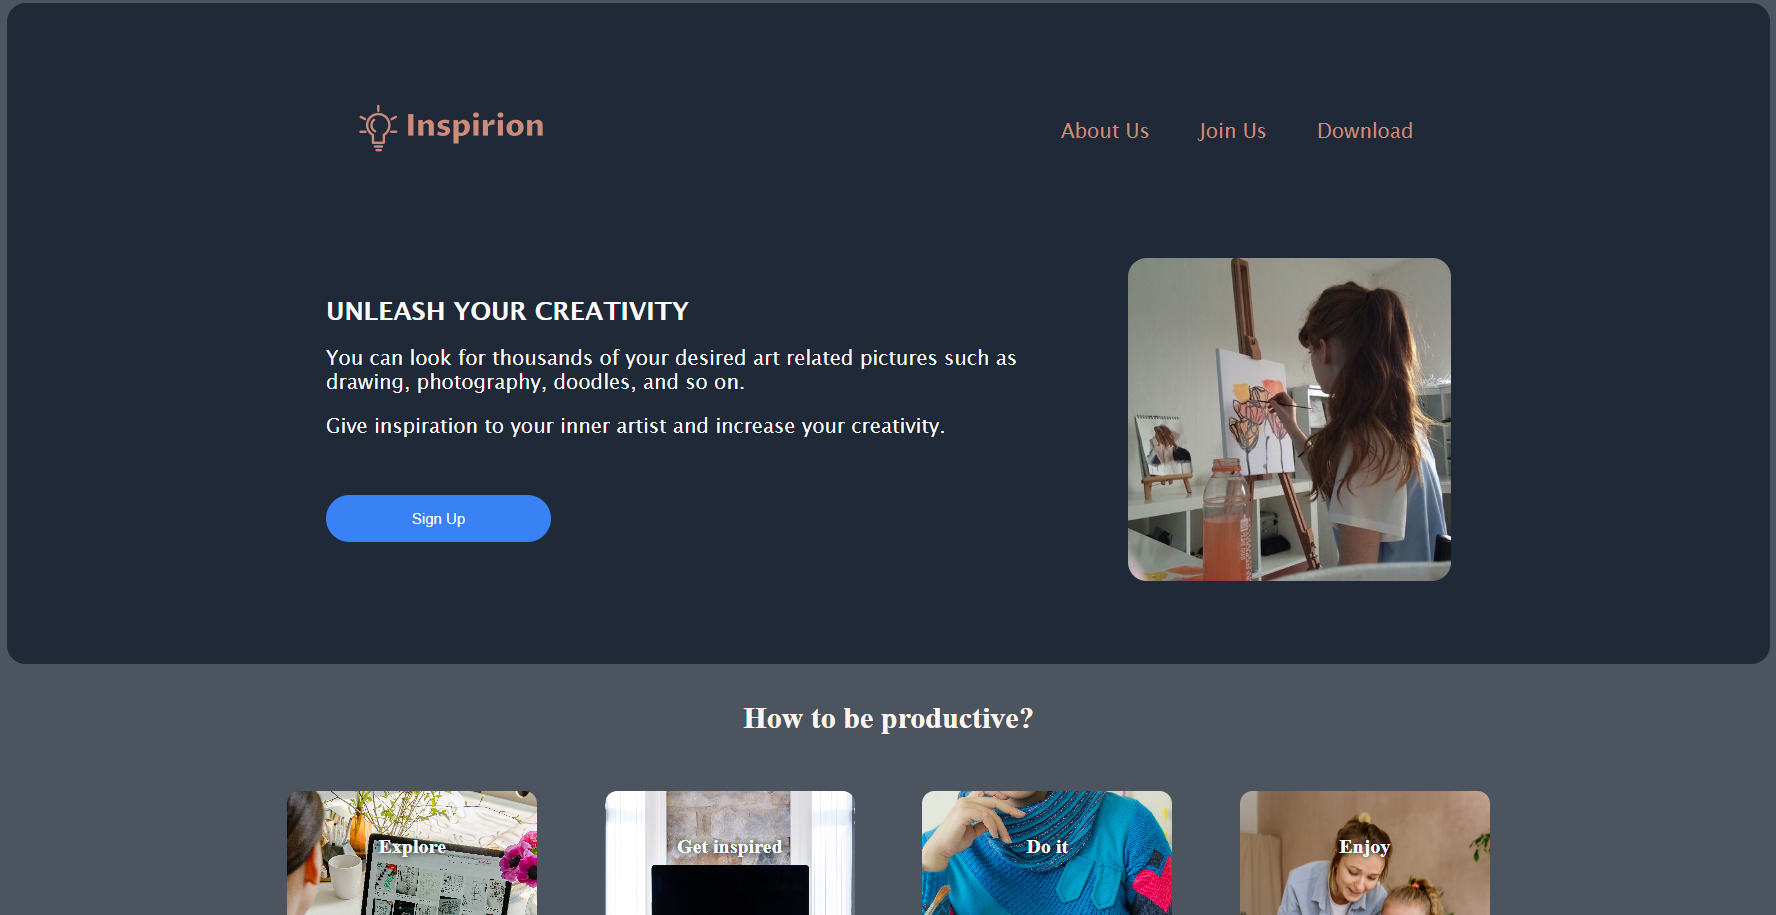 Inspirion
About Us
Join Us
Download
UNLEASH YOUR CREATIVITY
You can look for thousands of your desired art related pictures such as
drawing, photography, doodles, and so on.
Give inspiration to your inner artist and increase your creativity.
Sign Up
How to be productive?
Explore
Get inspired
Do it
Enjoy